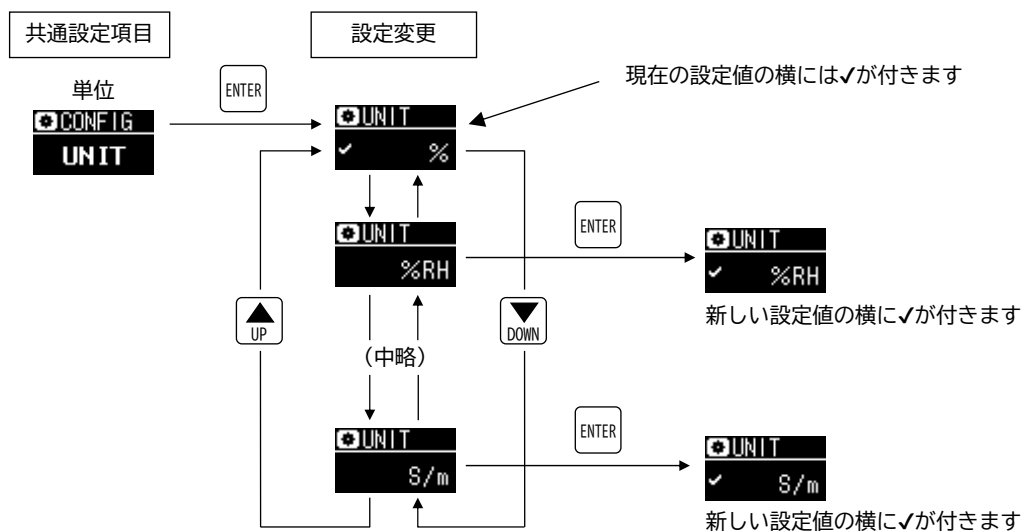 共通設定項目
設定変更
現在の設定値の横には✓が付きます
単位
ENTER
CONFIG
UNIT
UNIT
✓ %
UNIT
%RH
ENTER
UNIT
✓ %RH
新しい設定値の横に✓が付きます
UP
DOWN
（中略）
UNIT
S/m
ENTER
UNIT
✓ S/m
新しい設定値の横に✓が付きます